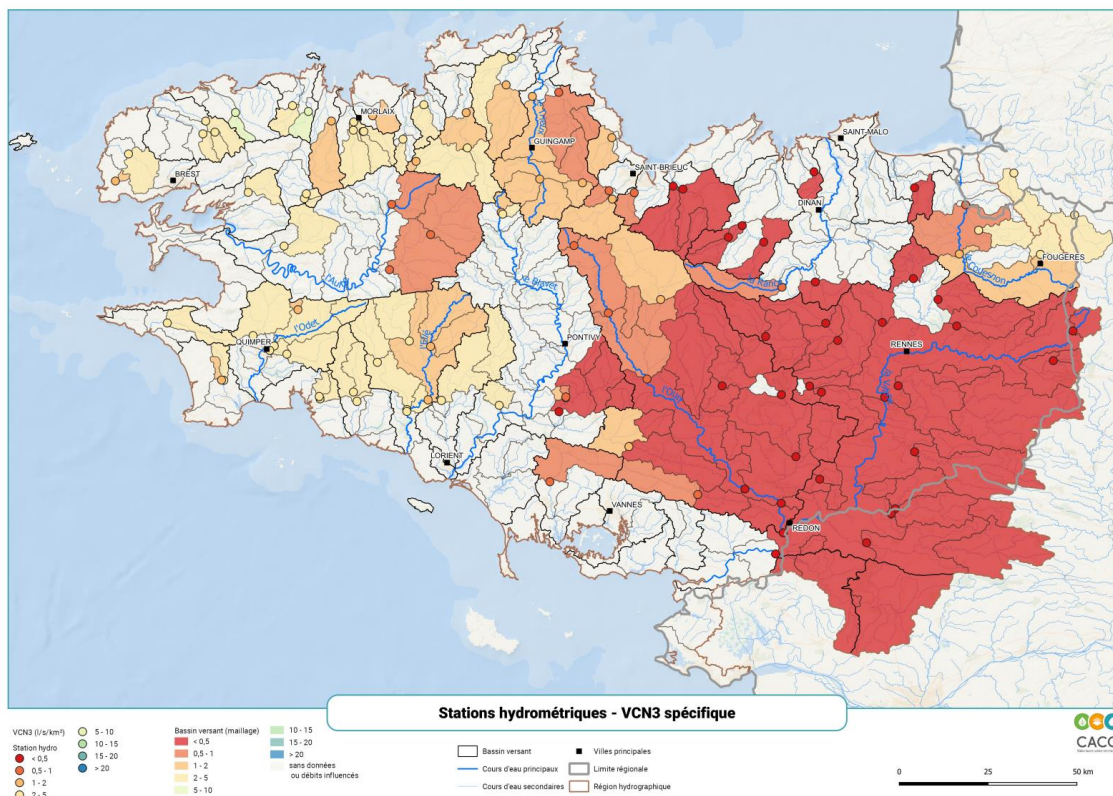 SAINT-MALO
MORLAIX
GUINGAMP
le Trieux
SAINT-BRIEUC
BREST
DINAN
FOUGERES
le Couesnon
l'Aulne
le Blavet
la Rance
l'Odet
QUIMPER
l'Ellé
PONTIVY
RENNES
la Vilaine
l'Oust
LORIENT
VANNES
REDON
Stations hydrométriques - VCN3 spécifique
VCN3 (l/s/km²)
Station hydro
< 0,5
0,5 - 1
1 - 2
2 - 5
5 - 10
10 - 15
15 - 20
> 20
Bassin versant (maillage)
< 0,5
0,5 - 1
1 - 2
2 - 5
5 - 10
10 - 15
15 - 20
> 20
sans données
ou débits influencés
Bassin versant
Cours d'eau principaux
Cours d'eau secondaires
Villes principales
Limite régionale
Région hydrographique
0 25 50 km